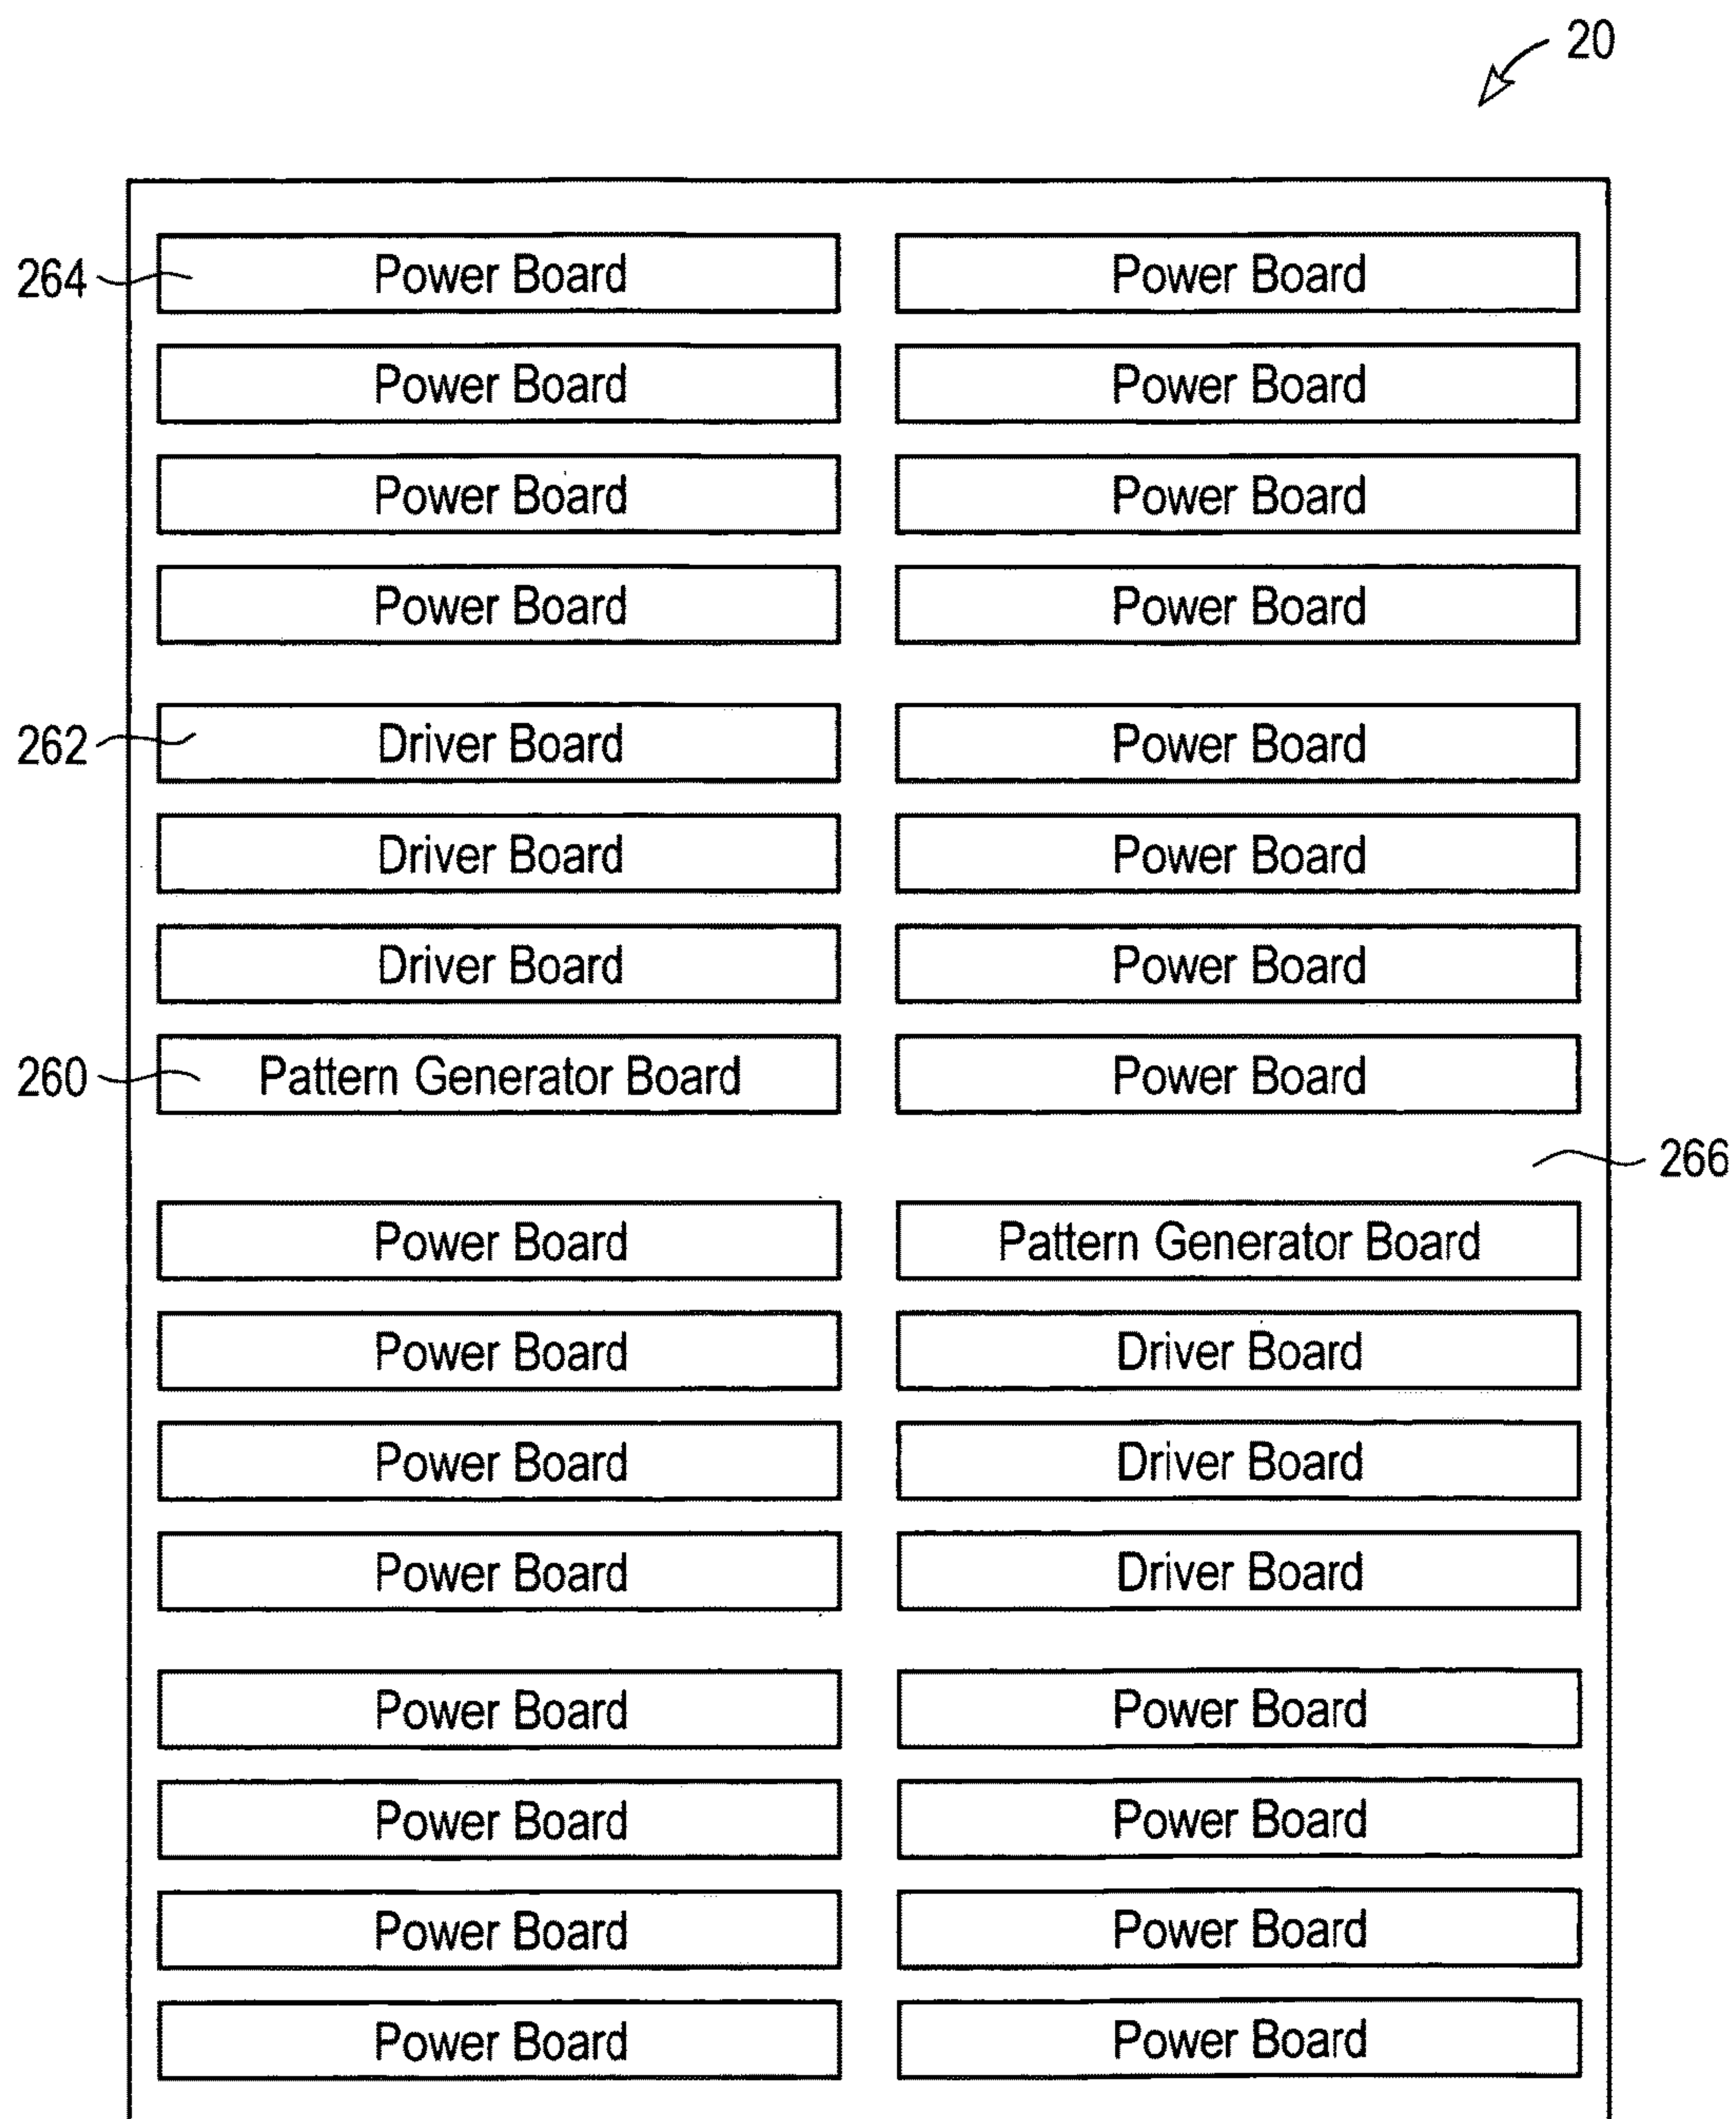 20
264 Power Board Power Board
Power Board Power Board
Power Board Power Board
Power Board Power Board
262 Driver Board Power Board
Driver Board Power Board
Driver Board Power Board
260 Pattern Generator Board Power Board
266
Power Board Pattern Generator Board
Power Board Driver Board
Power Board Driver Board
Power Board Driver Board
Power Board Power Board
Power Board Power Board
Power Board Power Board
Power Board Power Board